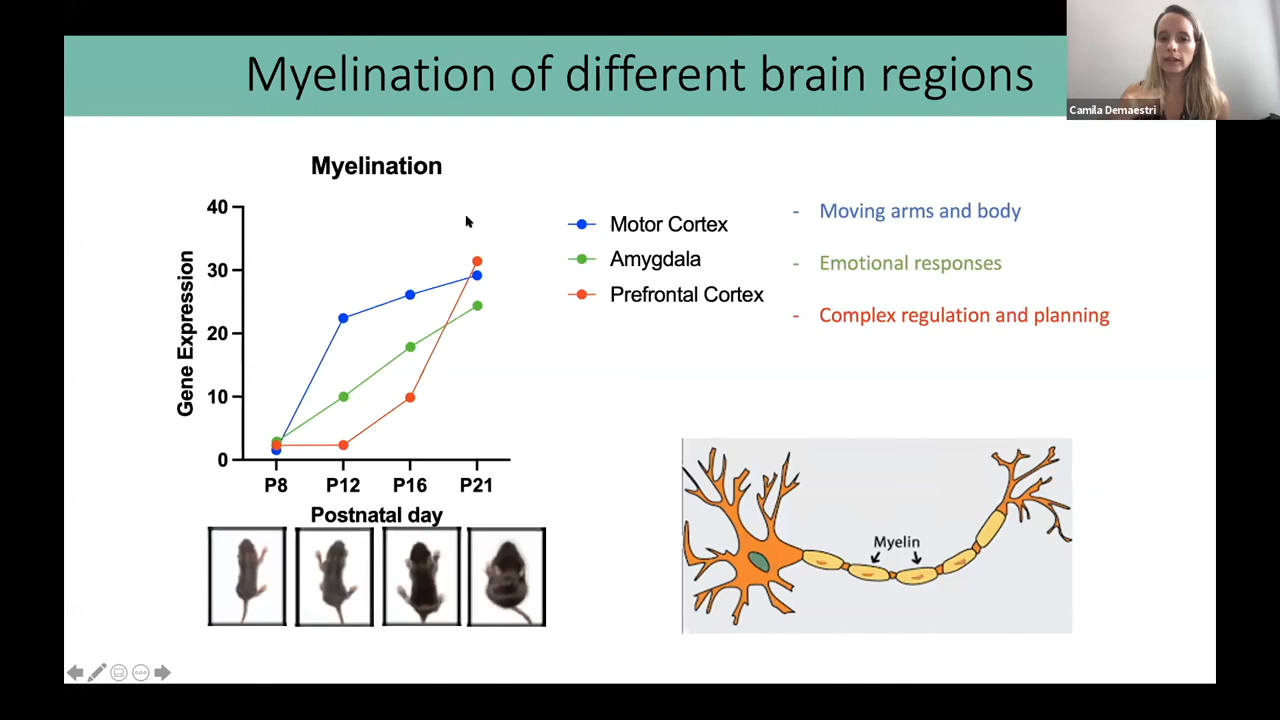 Myelination of different brain regions
Camila Demaestri
Myelination
40
30
20
10
0
Gene Expression
P8 P12 P16 P21
Postnatal day
Motor Cortex
Amygdala
Prefrontal Cortex
- Moving arms and body
- Emotional responses
- Complex regulation and planning
Myelin